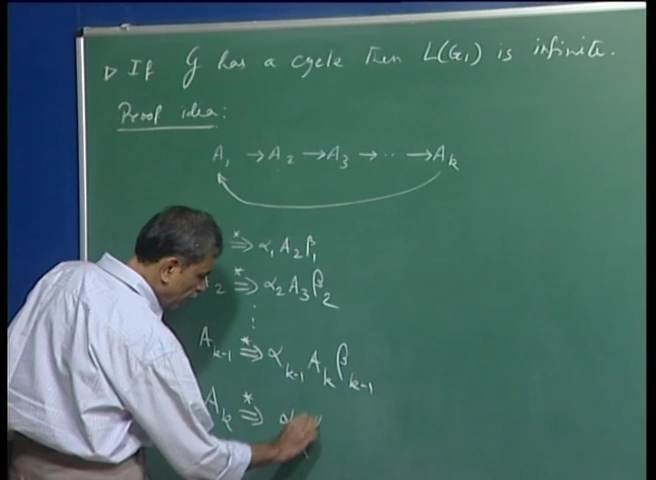 ▷ If G has a cycle then L(G₁) is infinite.
Proof idea:
A₁ → A₂ → A₃ → ·· → Aₖ
*⇒ α₁ A₂ β₁
₂ *⇒ α₂ A₃ β₂
⋮
Aₖ₋₁ *⇒ αₖ₋₁ Aₖ βₖ₋₁
Aₖ *⇒ α